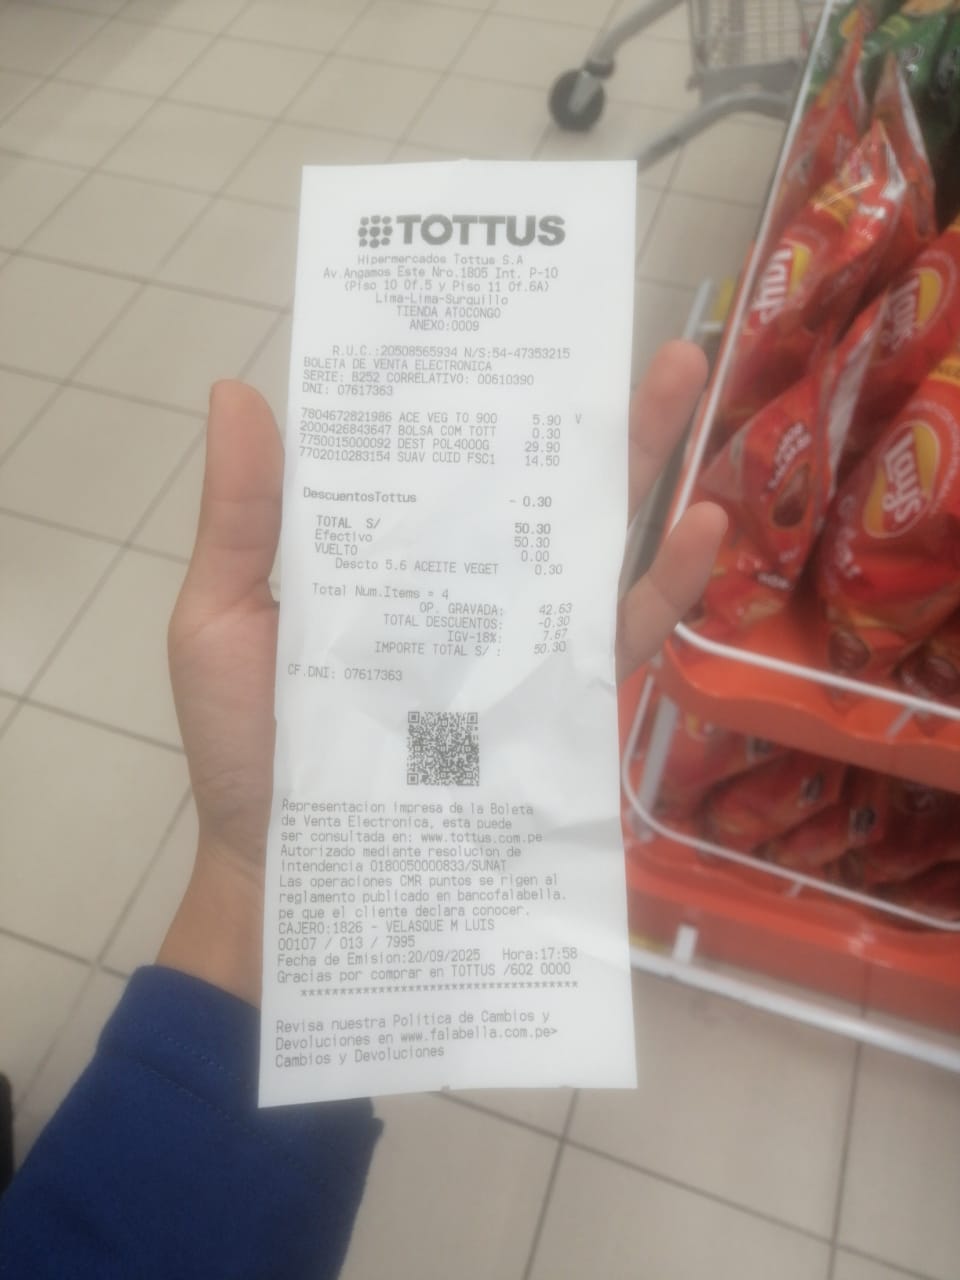 TOTTUS
Hipermercados Tottus S.A
Av.Angamos Este Nro.1805 Int. P-10
(Piso 10 Of.5 y Piso 11 Of.6A)
Lima-Lima-Surquillo
TIENDA ATOCONGO
ANEXO:0009
R.U.C.:20508565934 N/S:54-47353215
BOLETA DE VENTA ELECTRONICA
SERIE: B252 CORRELATIVO: 00610390
DNI: 07617363
7804672821986 ACE VEG TO 900 5.90 V
2000426843647 BOLSA COM TOTT 0.30
7750015000092 DEST POL4000G 29.90
7702010283154 SUAV CUID FSC1 14.50
DescuentosTottus - 0.30
TOTAL S/ 50.30
Efectivo 50.30
VUELTO 0.00
Descto 5.6 ACEITE VEGET 0.30
Total Num.Items = 4
OP. GRAVADA: 42.63
TOTAL DESCUENTOS: -0.30
IGV-18%: 7.67
IMPORTE TOTAL S/ : 50.30
CF.DNI: 07617363
Representacion impresa de la Boleta
de Venta Electronica, esta puede
ser consultada en: www.tottus.com.pe
Autorizado mediante resolucion de
intendencia 0180050000833/SUNAT
Las operaciones CMR puntos se rigen al
reglamento publicado en bancofalabella.
pe que el cliente declara conocer.
CAJERO:1826 - VELASQUE M LUIS
00107 / 013 / 7995
Fecha de Emision:20/09/2025 Hora:17:58
Gracias por comprar en TOTTUS /602 0000
************************************
Revisa nuestra Politica de Cambios y
Devoluciones en www.falabella.com.pe>
Cambios y Devoluciones
Lay's
Lay's
Lay's